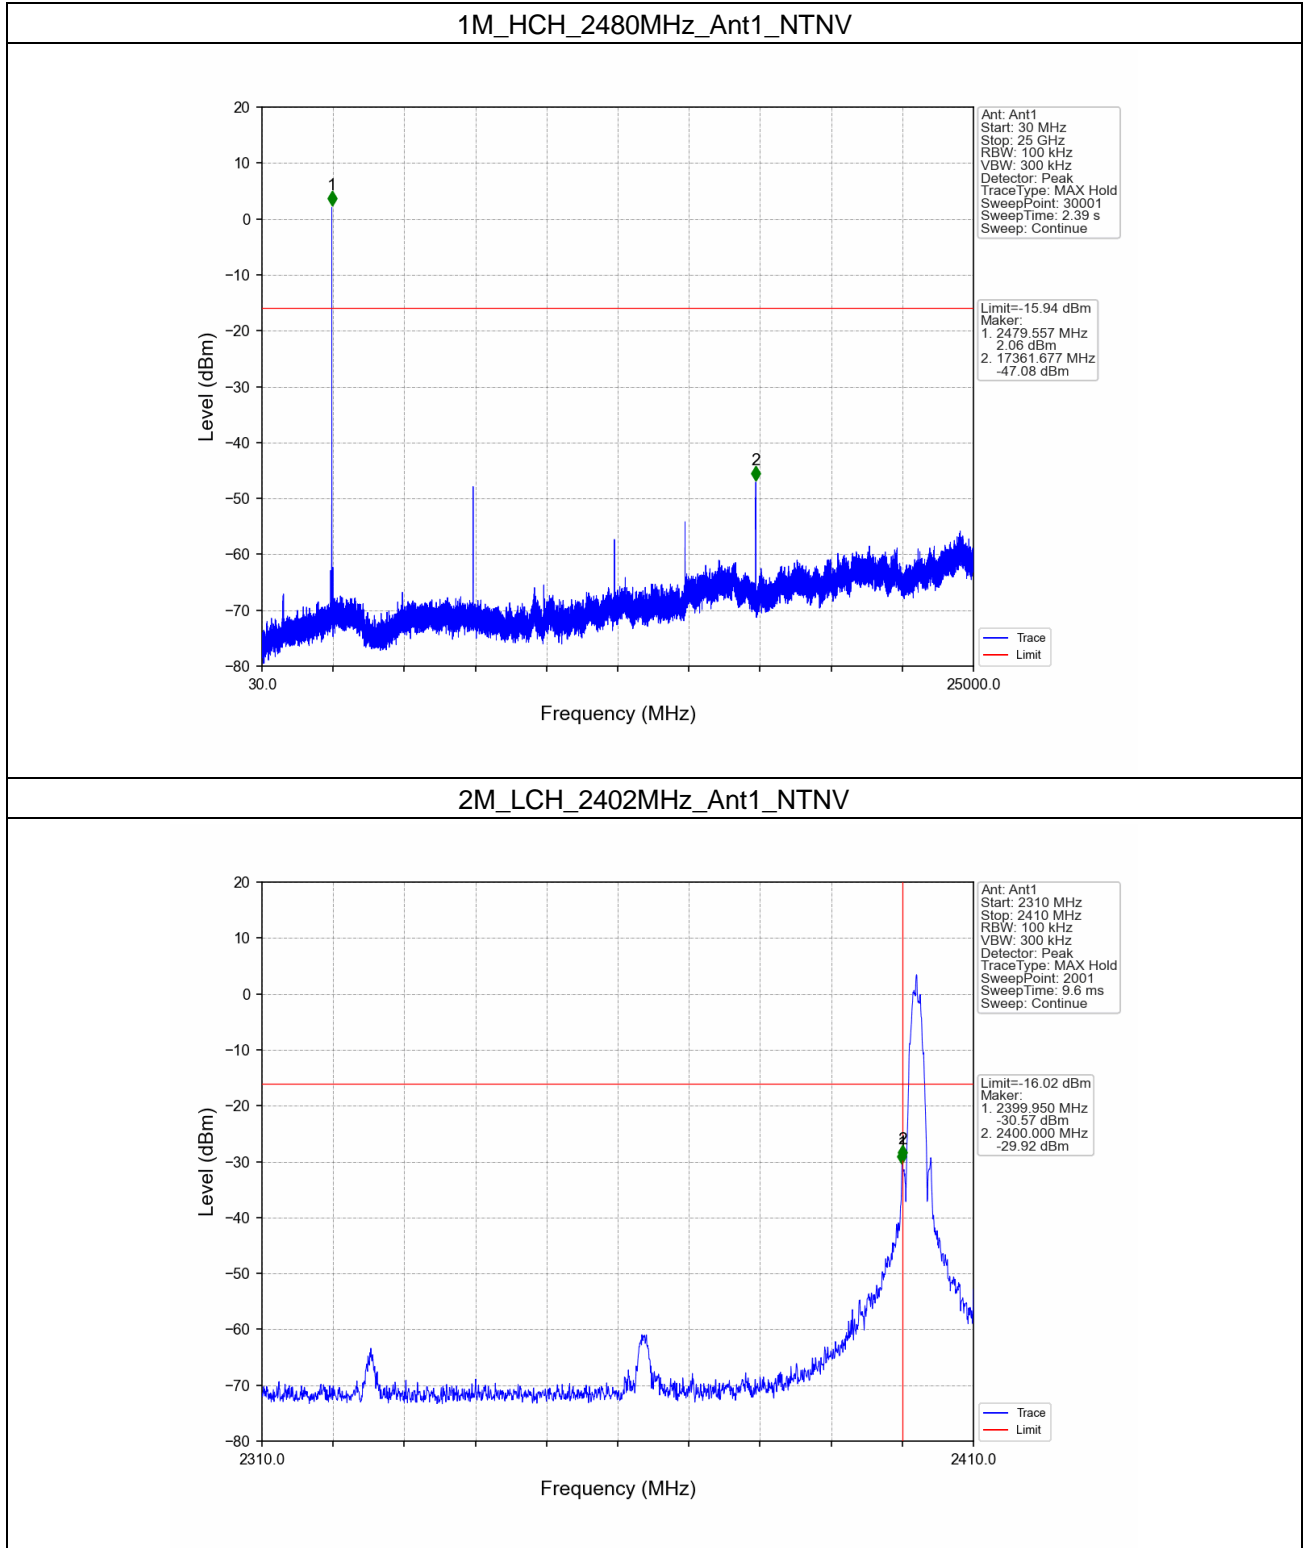 1M_HCH_2480MHz_Ant1_NTNV
20
10
0
−10
−20
−30
−40
−50
−60
−70
−80
Level (dBm)
1
2
30.0
25000.0
Frequency (MHz)
Ant: Ant1
Start: 30 MHz
Stop: 25 GHz
RBW: 100 kHz
VBW: 300 kHz
Detector: Peak
TraceType: MAX Hold
SweepPoint: 30001
SweepTime: 2.39 s
Sweep: Continue
Limit=-15.94 dBm
Maker:
1. 2479.557 MHz
2.06 dBm
2. 17361.677 MHz
-47.08 dBm
Trace
Limit
2M_LCH_2402MHz_Ant1_NTNV
20
10
0
−10
−20
−30
−40
−50
−60
−70
−80
Level (dBm)
1
2
2310.0
2410.0
Frequency (MHz)
Ant: Ant1
Start: 2310 MHz
Stop: 2410 MHz
RBW: 100 kHz
VBW: 300 kHz
Detector: Peak
TraceType: MAX Hold
SweepPoint: 2001
SweepTime: 9.6 ms
Sweep: Continue
Limit=-16.02 dBm
Maker:
1. 2399.950 MHz
-30.57 dBm
2. 2400.000 MHz
-29.92 dBm
Trace
Limit